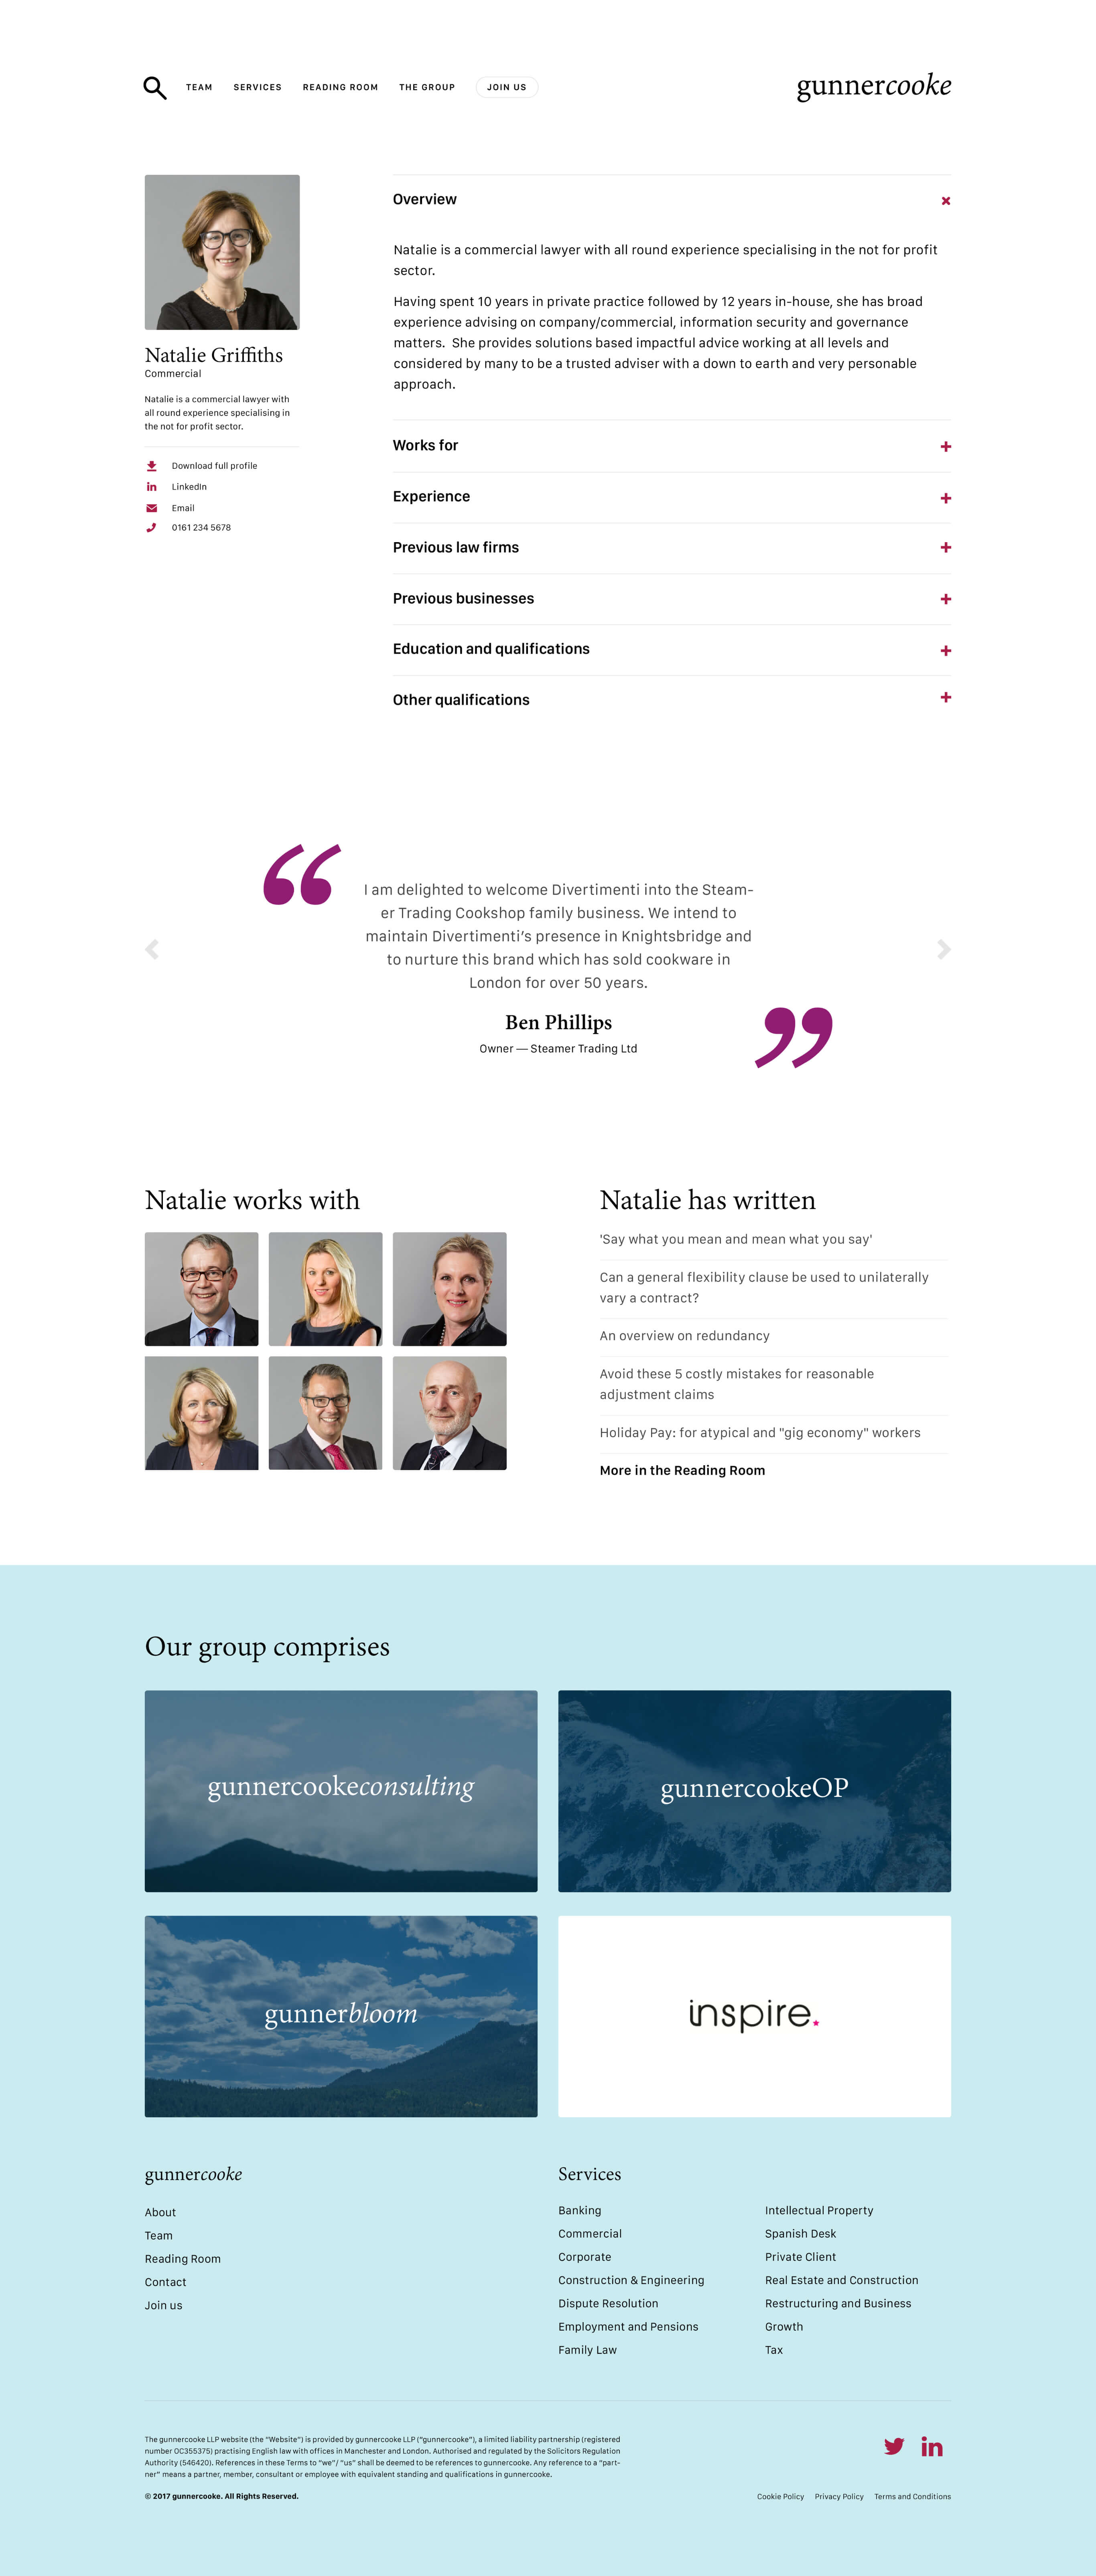 TEAM SERVICES READING ROOM THE GROUP JOIN US
gunnercooke
Natalie Griffiths
Commercial
Natalie is a commercial lawyer with
all round experience specialising in
the not for profit sector.
Download full profile
LinkedIn
Email
0161 234 5678
Overview
Natalie is a commercial lawyer with all round experience specialising in the not for profit
sector.
Having spent 10 years in private practice followed by 12 years in-house, she has broad
experience advising on company/commercial, information security and governance
matters.  She provides solutions based impactful advice working at all levels and
considered by many to be a trusted adviser with a down to earth and very personable
approach.
Works for
Experience
Previous law firms
Previous businesses
Education and qualifications
Other qualifications
“
I am delighted to welcome Divertimenti into the Steam-
er Trading Cookshop family business. We intend to
maintain Divertimenti’s presence in Knightsbridge and
to nurture this brand which has sold cookware in
London for over 50 years.
”
Ben Phillips
Owner — Steamer Trading Ltd
Natalie works with
Natalie has written
'Say what you mean and mean what you say'
Can a general flexibility clause be used to unilaterally
vary a contract?
An overview on redundancy
Avoid these 5 costly mistakes for reasonable
adjustment claims
Holiday Pay: for atypical and "gig economy" workers
More in the Reading Room
Our group comprises
gunnercookeconsulting
gunnercookeOP
gunnerbloom
inspire
gunnercooke
About
Team
Reading Room
Contact
Join us
Services
Banking
Commercial
Corporate
Construction & Engineering
Dispute Resolution
Employment and Pensions
Family Law
Intellectual Property
Spanish Desk
Private Client
Real Estate and Construction
Restructuring and Business
Growth
Tax
The gunnercooke LLP website (the “Website”) is provided by gunnercooke LLP (“gunnercooke”), a limited liability partnership (registered
number OC355375) practising English law with offices in Manchester and London. Authorised and regulated by the Solicitors Regulation
Authority (546420). References in these Terms to “we”/ “us” shall be deemed to be references to gunnercooke. Any reference to a “part-
ner” means a partner, member, consultant or employee with equivalent standing and qualifications in gunnercooke.
© 2017 gunnercooke. All Rights Reserved.
Cookie Policy Privacy Policy Terms and Conditions